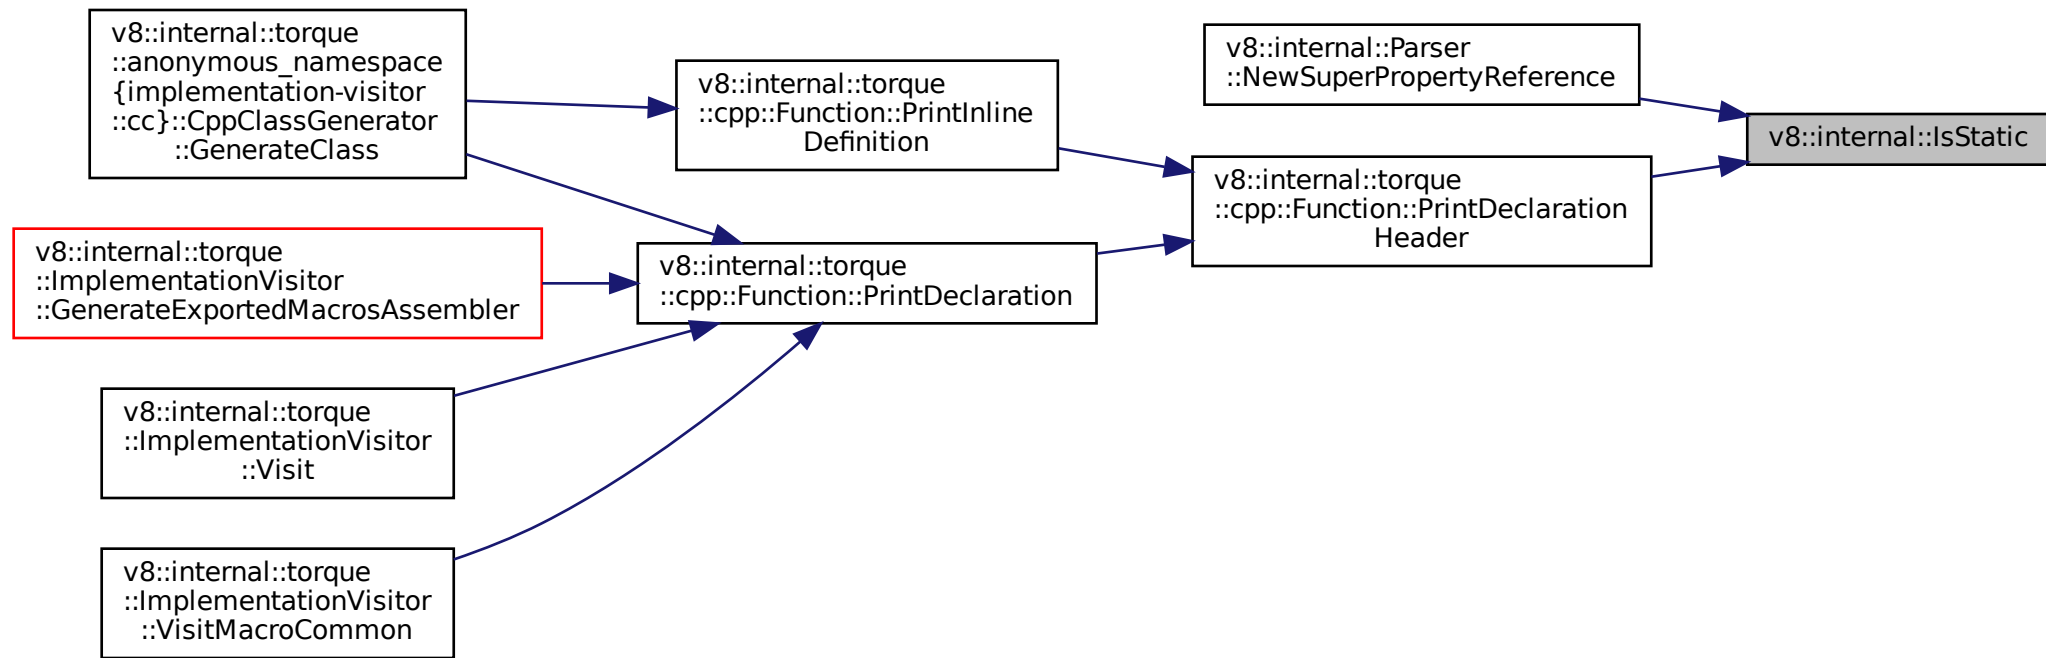 v8::internal::torque
::anonymous_namespace
{implementation-visitor
::cc}::CppClassGenerator
::GenerateClass
v8::internal::torque
::cpp::Function::PrintInline
Definition
v8::internal::Parser
::NewSuperPropertyReference
v8::internal::IsStatic
v8::internal::torque
::cpp::Function::PrintDeclaration
Header
v8::internal::torque
::ImplementationVisitor
::GenerateExportedMacrosAssembler
v8::internal::torque
::cpp::Function::PrintDeclaration
v8::internal::torque
::ImplementationVisitor
::Visit
v8::internal::torque
::ImplementationVisitor
::VisitMacroCommon